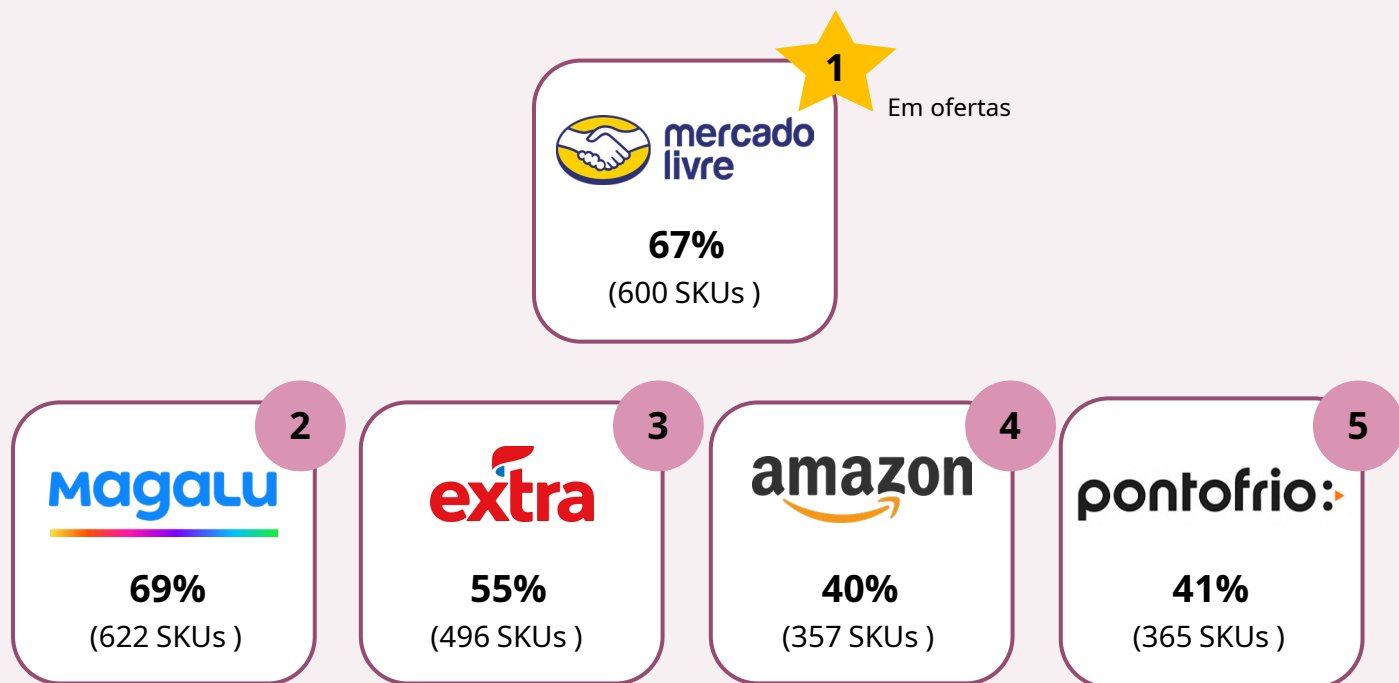 1
Em ofertas
mercado
livre
67%
(600 SKUs )
2
magalu
69%
(622 SKUs )
3
extra
55%
(496 SKUs )
4
amazon
40%
(357 SKUs )
5
pontofrio:
41%
(365 SKUs )